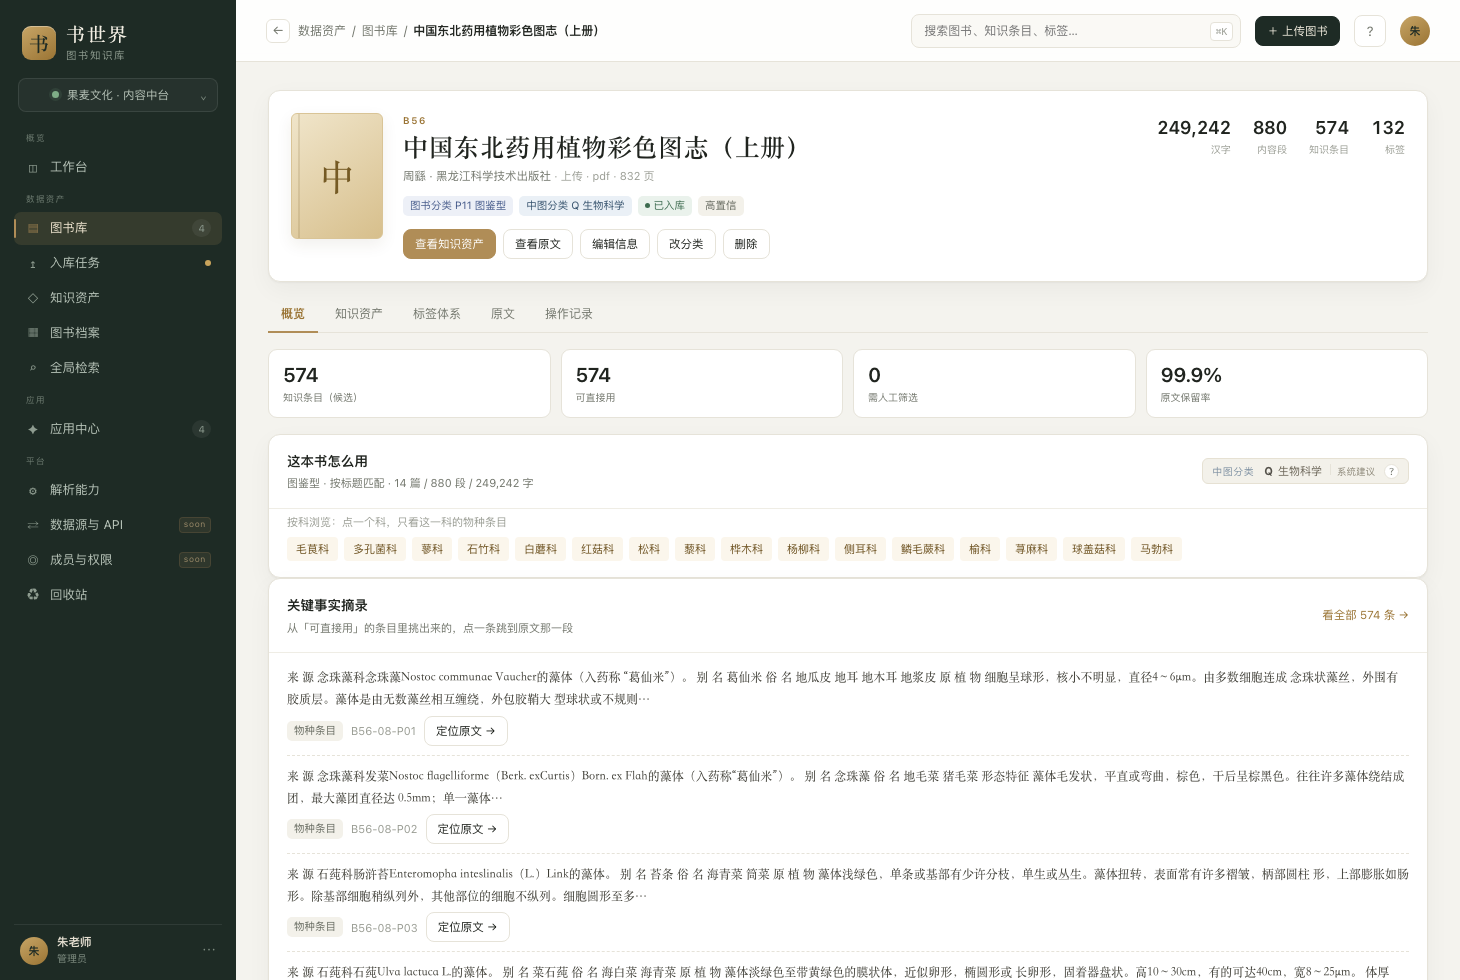 书
书世界
图书知识库
果麦文化 · 内容中台
概览
工作台
数据资产
图书库 4
入库任务
知识资产
图书档案
全局检索
应用
应用中心 4
平台
解析能力
数据源与 API soon
成员与权限 soon
回收站
朱
朱老师
管理员
← 数据资产 / 图书库 / 中国东北药用植物彩色图志（上册）
搜索图书、知识条目、标签... ⌘K
+ 上传图书
?
朱
中
B56
中国东北药用植物彩色图志（上册）
周繇 · 黑龙江科学技术出版社 · 上传 · pdf · 832 页
图书分类 P11 图鉴型
中图分类 Q 生物科学
已入库
高置信
查看知识资产
查看原文
编辑信息
改分类
删除
249,242 880 574 132
汉字 内容段 知识条目 标签
概览 知识资产 标签体系 原文 操作记录
574
知识条目（候选）
574
可直接用
0
需人工筛选
99.9%
原文保留率
这本书怎么用
图鉴型 · 按标题匹配 · 14 篇 / 880 段 / 249,242 字
中图分类 Q 生物科学 系统建议 ?
按科浏览：点一个科，只看这一科的物种条目
毛茛科 多孔菌科 蓼科 石竹科 白蘑科 红菇科 松科 藜科 桦木科 杨柳科 侧耳科 鳞毛蕨科 榆科 荨麻科 球盖菇科 马勃科
关键事实摘录
从「可直接用」的条目里挑出来的，点一条跳到原文那一段
看全部 574 条 →
来 源 念珠藻科念珠藻Nostoc communae Vaucher的藻体（入药称 “葛仙米”）。 别 名 葛仙米 俗 名 地瓜皮 地耳 地木耳 地浆皮 原 植 物 细胞呈球形，核小不明显，直径4 ~ 6μm。由多数细胞连成 念珠状藻丝，外围有
胶质层。藻体是由无数藻丝相互缠绕，外包胶鞘大 型球状或不规则…
物种条目 B56-08-P01 定位原文 →
来 源 念珠藻科发菜Nostoc flagelliforme（Berk. exCurtis）Born. ex Flah的藻体（入药称“葛仙米”）。 别 名 念珠藻 俗 名 地毛菜 猪毛菜 形态特征 藻体毛发状，平直或弯曲，棕色，干后呈棕黑色。往往许多藻体绕结成
团，最大藻团直径达 0.5mm；单一藻体…
物种条目 B56-08-P02 定位原文 →
来 源 石莼科肠浒苔Enteromopha inteslinalis（L.）Link的藻体。 别 名 苔条 俗 名 海青菜 筒菜 原 植 物 藻体浅绿色，单条或基部有少许分枝，单生或丛生。藻体扭转，表面常有许多褶皱，柄部圆柱 形，上部膨胀如肠
形。除基部细胞稍纵列外，其他部位的细胞不纵列。细胞圆形至多…
物种条目 B56-08-P03 定位原文 →
来 源 石莼科石莼Ulva lactuca L.的藻体。 别 名 菜石莼 俗 名 海白菜 海青菜 原 植 物 藻体淡绿色至带黄绿色的膜状体，近似卵形，椭圆形或 长卵形，固着器盘状。高10 ~ 30cm，有的可达40cm，宽8 ~ 25μm。 体厚